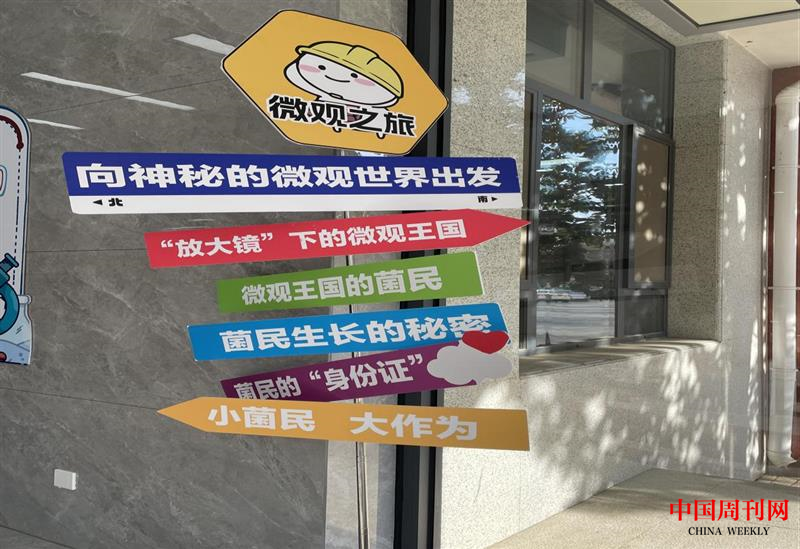 微观之旅
向神秘的微观世界出发
◄北 南►
“放大镜”下的微观王国
微观王国的菌民
菌民生长的秘密
菌民的“身份证”
小菌民 大作为
中国周刊网
CHINA WEEKLY